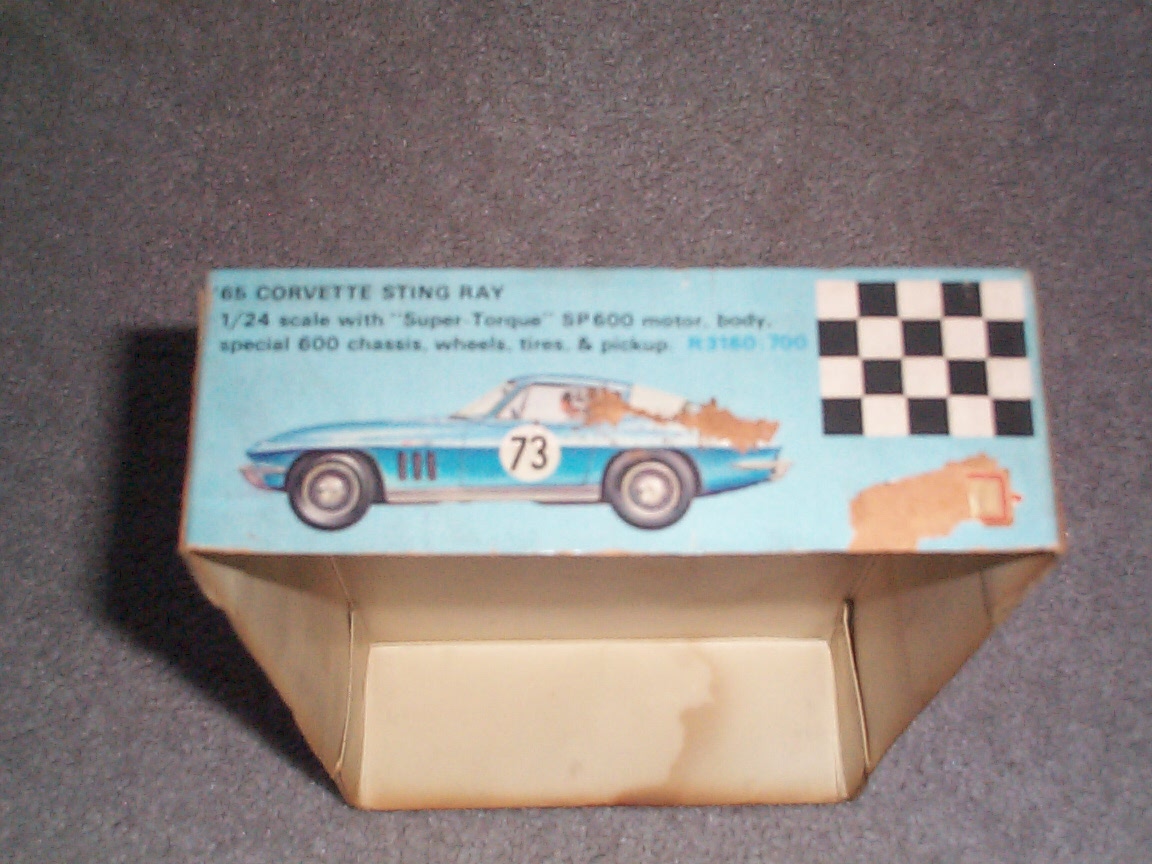 '65 CORVETTE STING RAY
1/24 scale with "Super-Torque" SP600 motor, body,
special 600 chassis, wheels, tires, & pickup. R3160:700
73